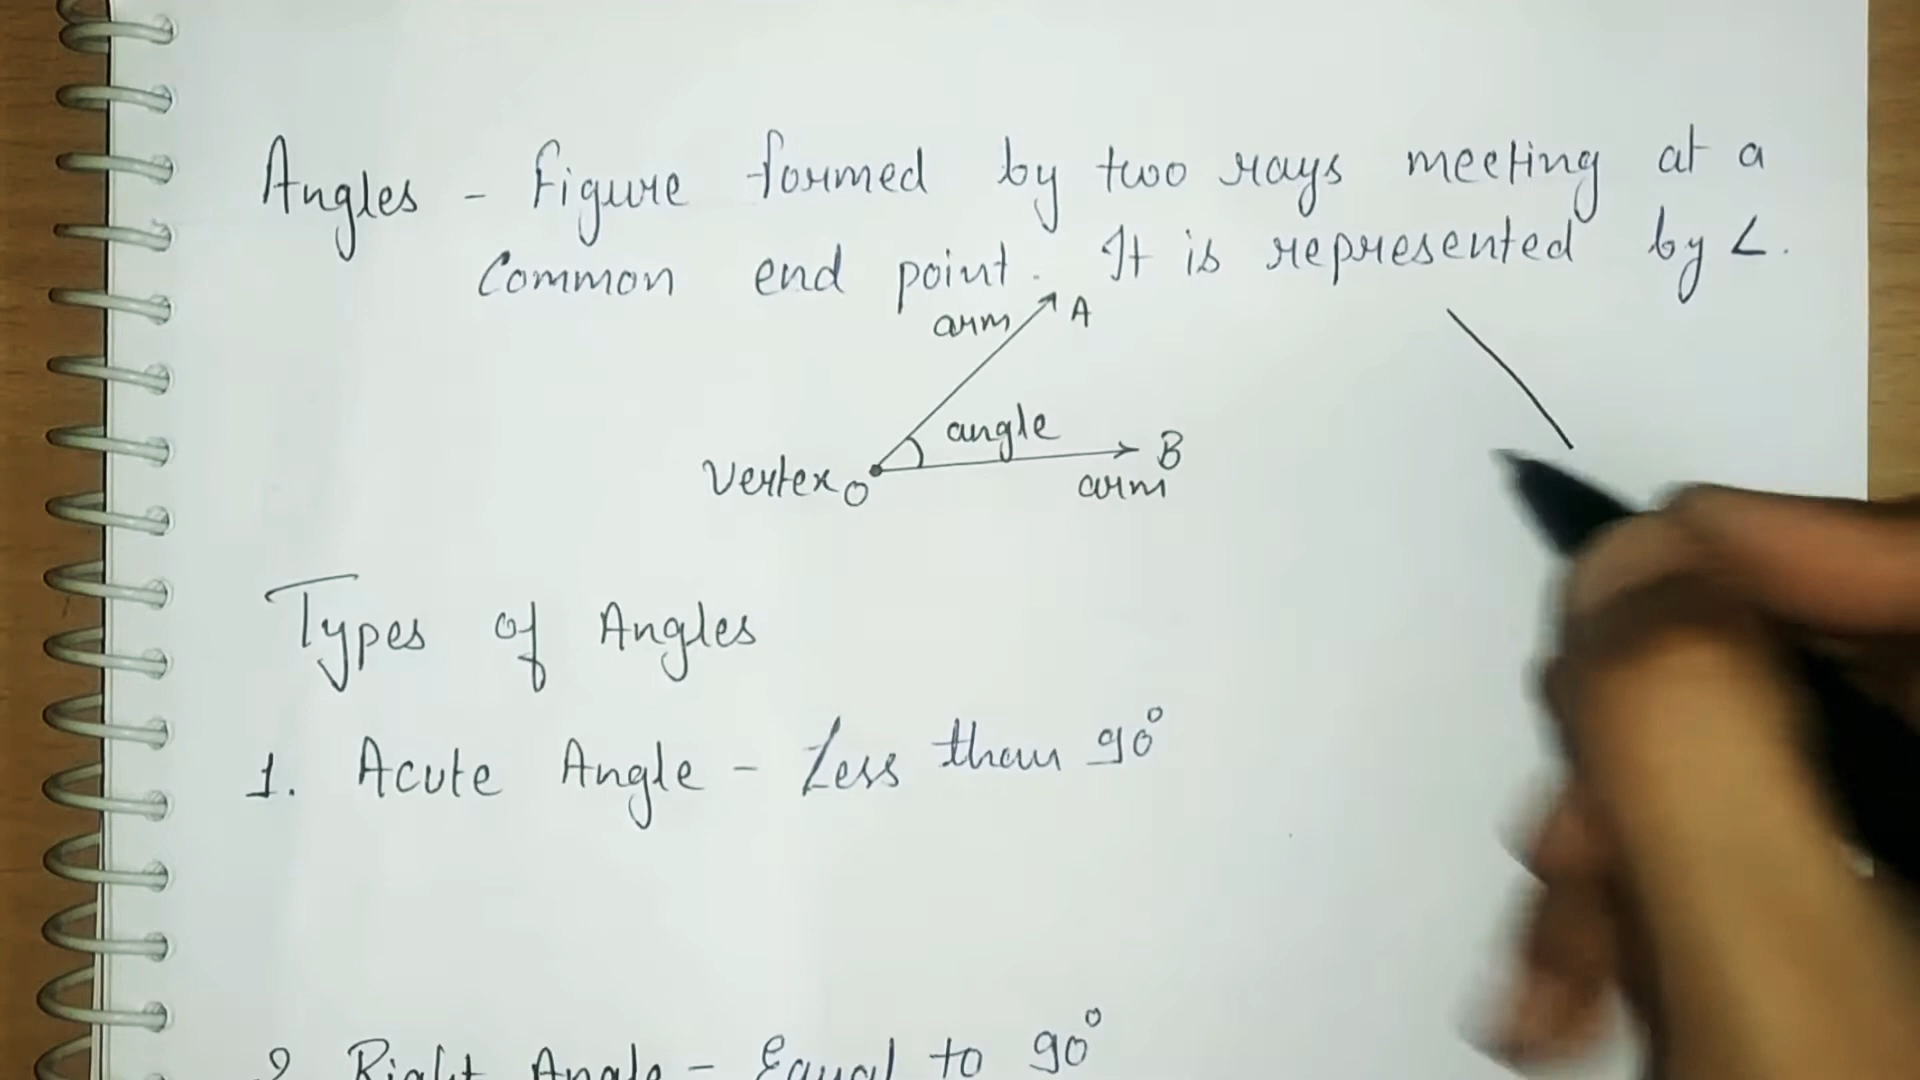 Angles - Figure formed by two rays meeting at a
Common end point. It is represented by ∠.
arm A
angle
Vertex O B
arm
Types of Angles
1. Acute Angle - Less than 90°
2 Right Angle - Equal to 90°